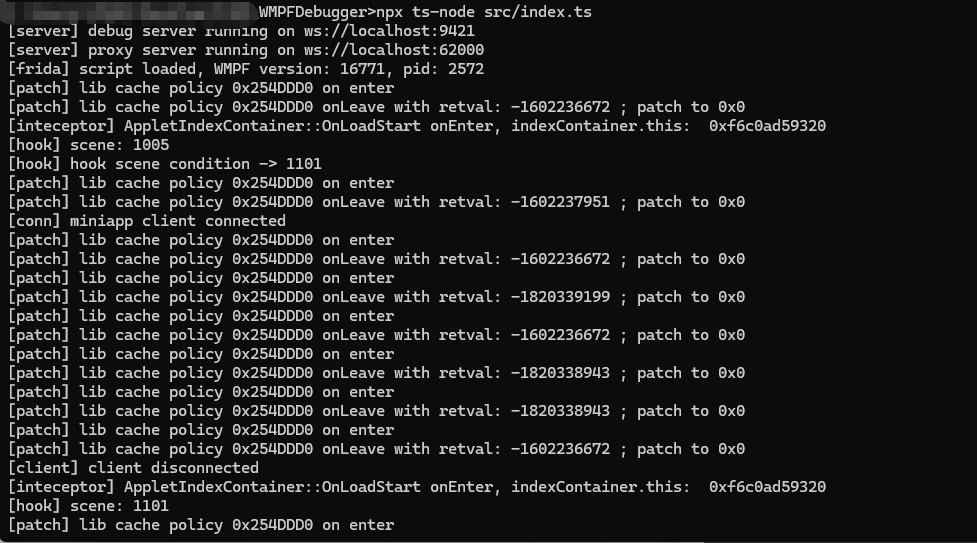 WMPFDebugger>npx ts-node src/index.ts
[server] debug server running on ws://localhost:9421
[server] proxy server running on ws://localhost:62000
[frida] script loaded, WMPF version: 16771, pid: 2572
[patch] lib cache policy 0x254DDD0 on enter
[patch] lib cache policy 0x254DDD0 onLeave with retval: -1602236672 ; patch to 0x0
[inteceptor] AppletIndexContainer::OnLoadStart onEnter, indexContainer.this:  0xf6c0ad59320
[hook] scene: 1005
[hook] hook scene condition -> 1101
[patch] lib cache policy 0x254DDD0 on enter
[patch] lib cache policy 0x254DDD0 onLeave with retval: -1602237951 ; patch to 0x0
[conn] miniapp client connected
[patch] lib cache policy 0x254DDD0 on enter
[patch] lib cache policy 0x254DDD0 onLeave with retval: -1602236672 ; patch to 0x0
[patch] lib cache policy 0x254DDD0 on enter
[patch] lib cache policy 0x254DDD0 onLeave with retval: -1820339199 ; patch to 0x0
[patch] lib cache policy 0x254DDD0 on enter
[patch] lib cache policy 0x254DDD0 onLeave with retval: -1602236672 ; patch to 0x0
[patch] lib cache policy 0x254DDD0 on enter
[patch] lib cache policy 0x254DDD0 onLeave with retval: -1820338943 ; patch to 0x0
[patch] lib cache policy 0x254DDD0 on enter
[patch] lib cache policy 0x254DDD0 onLeave with retval: -1820338943 ; patch to 0x0
[patch] lib cache policy 0x254DDD0 on enter
[patch] lib cache policy 0x254DDD0 onLeave with retval: -1602236672 ; patch to 0x0
[client] client disconnected
[inteceptor] AppletIndexContainer::OnLoadStart onEnter, indexContainer.this:  0xf6c0ad59320
[hook] scene: 1101
[patch] lib cache policy 0x254DDD0 on enter